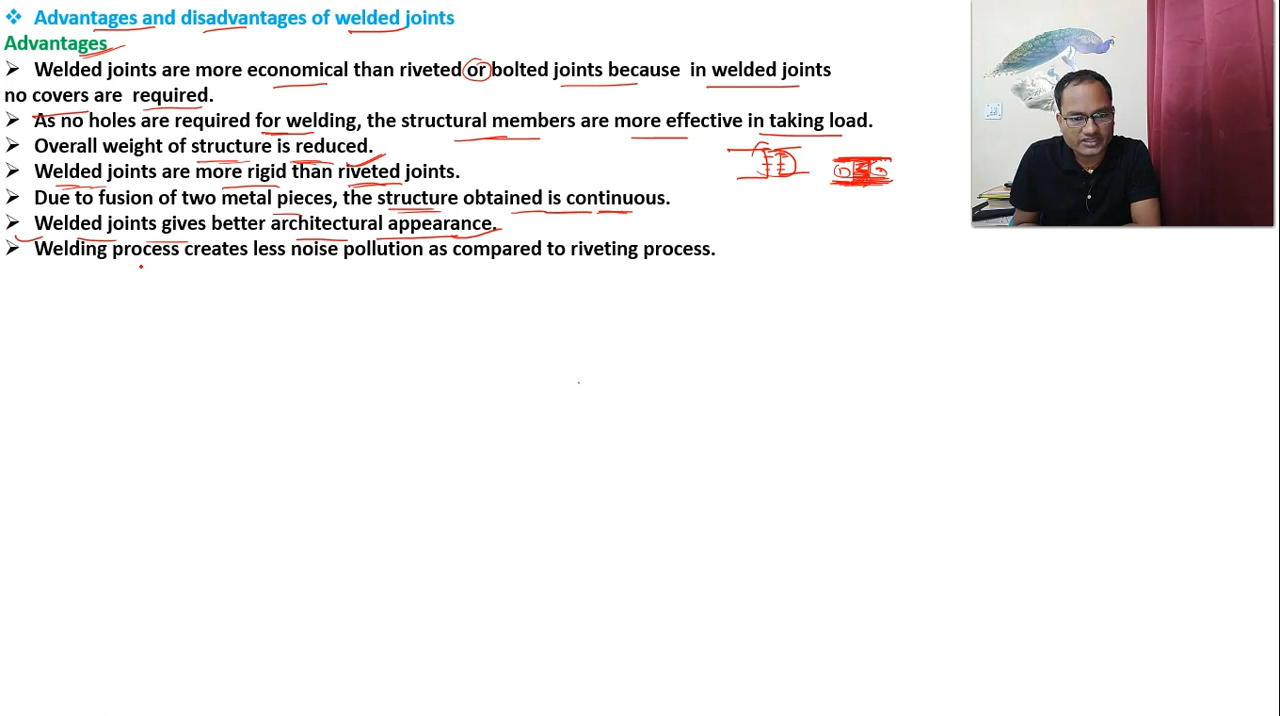 ❖ Advantages and disadvantages of welded joints
Advantages
➢ Welded joints are more economical than riveted or bolted joints because in welded joints
no covers are required.
➢ As no holes are required for welding, the structural members are more effective in taking load.
➢ Overall weight of structure is reduced.
➢ Welded joints are more rigid than riveted joints.
➢ Due to fusion of two metal pieces, the structure obtained is continuous.
➢ Welded joints gives better architectural appearance.
➢ Welding process creates less noise pollution as compared to riveting process.